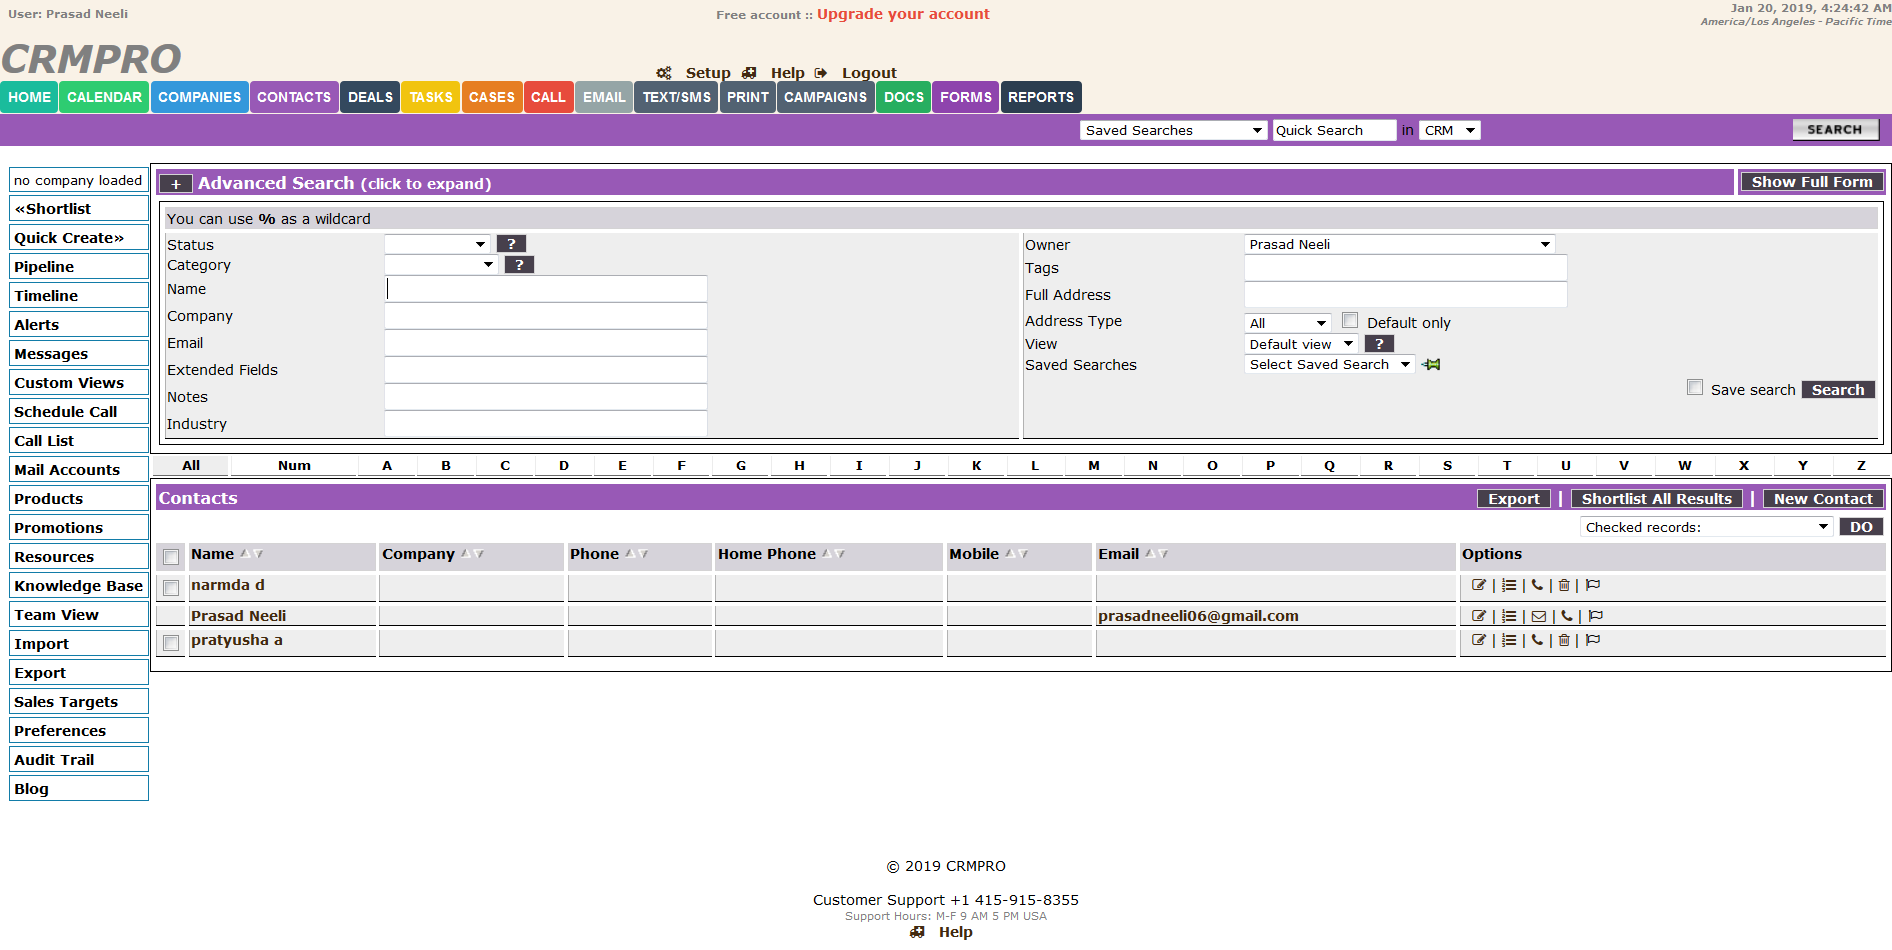 User: Prasad Neeli
Free account :: Upgrade your account
Jan 20, 2019, 4:24:42 AM
America/Los Angeles - Pacific Time
CRMPRO
Setup Help Logout
HOME CALENDAR COMPANIES CONTACTS DEALS TASKS CASES CALL EMAIL TEXT/SMS PRINT CAMPAIGNS DOCS FORMS REPORTS
Saved Searches Quick Search in CRM SEARCH
no company loaded
«Shortlist
Quick Create»
Pipeline
Timeline
Alerts
Messages
Custom Views
Schedule Call
Call List
Mail Accounts
Products
Promotions
Resources
Knowledge Base
Team View
Import
Export
Sales Targets
Preferences
Audit Trail
Blog
+ Advanced Search (click to expand) Show Full Form
You can use % as a wildcard
Status ?
Category ?
Name
Company
Email
Extended Fields
Notes
Industry
Owner Prasad Neeli
Tags
Full Address
Address Type All Default only
View Default view ?
Saved Searches Select Saved Search
Save search Search
All Num A B C D E F G H I J K L M N O P Q R S T U V W X Y Z
Contacts Export | Shortlist All Results | New Contact
Checked records: DO
Name Company Phone Home Phone Mobile Email Options
narmda d | | | |
Prasad Neeli prasadneeli06@gmail.com | | | |
pratyusha a | | | |
© 2019 CRMPRO
Customer Support +1 415-915-8355
Support Hours: M-F 9 AM 5 PM USA
Help